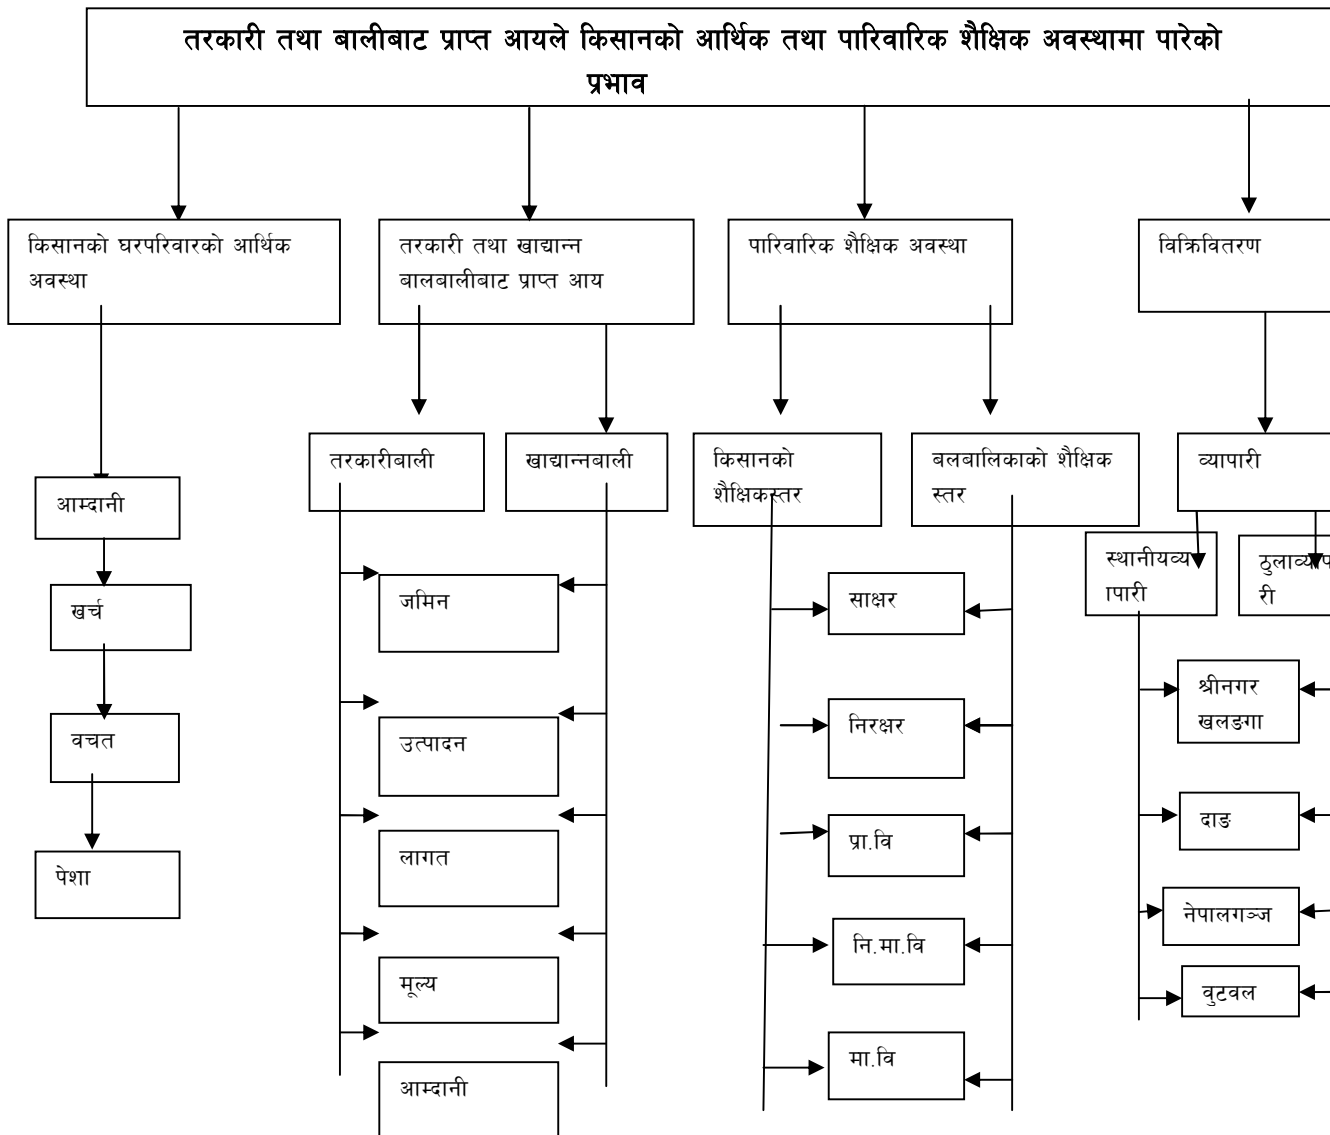 तरकारी तथा बालीबाट प्राप्त आयले किसानको आर्थिक तथा पारिवारिक शैक्षिक अवस्थामा पारेको
प्रभाव
किसानको घरपरिवारको आर्थिक
अवस्था
तरकारी तथा खाद्यान्न
बालबालीबाट प्राप्त आय
पारिवारिक शैक्षिक अवस्था
विक्रिवितरण
तरकारीबाली
खाद्यान्नबाली
किसानको
शैक्षिकस्तर
बलबालिकाको शैक्षिक
स्तर
व्यापारी
आम्दानी
खर्च
वचत
पेशा
जमिन
उत्पादन
लागत
मूल्य
आम्दानी
साक्षर
निरक्षर
प्रा.वि
नि.मा.वि
मा.वि
स्थानीयव्य
ापारी
ठुलाव्याप
री
श्रीनगर
खलङगा
दाङ
नेपालगञ्ज
वुटवल